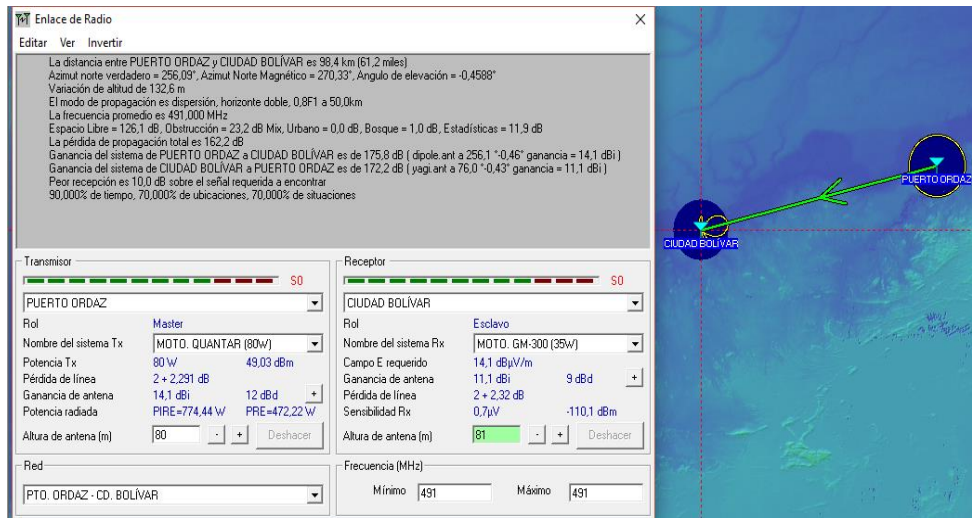 Enlace de Radio
Editar Ver Invertir
La distancia entre PUERTO ORDAZ y CIUDAD BOLÍVAR es 98,4 km (61,2 miles)
Azimut norte verdadero = 256,09°, Azimut Norte Magnético = 270,33°, Angulo de elevación = -0,4588°
Variación de altitud de 132,6 m
El modo de propagación es dispersión, horizonte doble, 0,8F1 a 50,0km
La frecuencia promedio es 491,000 MHz
Espacio Libre = 126,1 dB, Obstrucción = 23,2 dB Mix, Urbano = 0,0 dB, Bosque = 1,0 dB, Estadísticas = 11,9 dB
La pérdida de propagación total es 162,2 dB
Ganancia del sistema de PUERTO ORDAZ a CIUDAD BOLÍVAR es de 175,8 dB ( dipole.ant a 256,1 °-0,46° ganancia = 14,1 dBi )
Ganancia del sistema de CIUDAD BOLÍVAR a PUERTO ORDAZ es de 172,2 dB ( yagi.ant a 76,0 °-0,43° ganancia = 11,1 dBi )
Peor recepción es 10,0 dB sobre el señal requerida a encontrar
90,000% de tiempo, 70,000% de ubicaciones, 70,000% de situaciones
Transmisor
S0
PUERTO ORDAZ
Rol Master
Nombre del sistema Tx MOTO. QUANTAR (80W)
Potencia Tx 80 W 49,03 dBm
Pérdida de línea 2 + 2,291 dB
Ganancia de antena 14,1 dBi 12 dBd +
Potencia radiada PIRE=774,44 W PRE=472,22 W
Altura de antena (m) 80 - + Deshacer
Receptor
S0
CIUDAD BOLÍVAR
Rol Esclavo
Nombre del sistema Rx MOTO. GM-300 (35W)
Campo E requerido 14,1 dBµV/m
Ganancia de antena 11,1 dBi 9 dBd +
Pérdida de línea 2 + 2,32 dB
Sensibilidad Rx 0,7µV -110,1 dBm
Altura de antena (m) 81 - + Deshacer
Red
PTO. ORDAZ - CD. BOLÍVAR
Frecuencia (MHz)
Mínimo 491 Máximo 491
PUERTO ORDAZ
CIUDAD BOLÍVAR